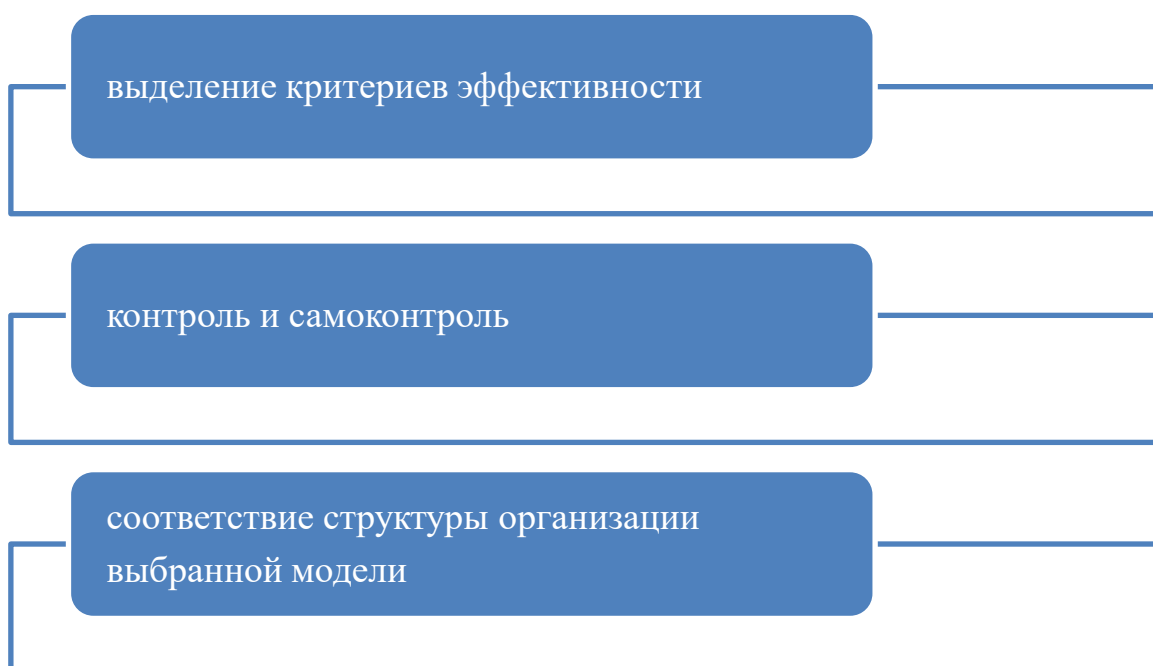 выделение критериев эффективности
контроль и самоконтроль
соответствие структуры организации
выбранной модели